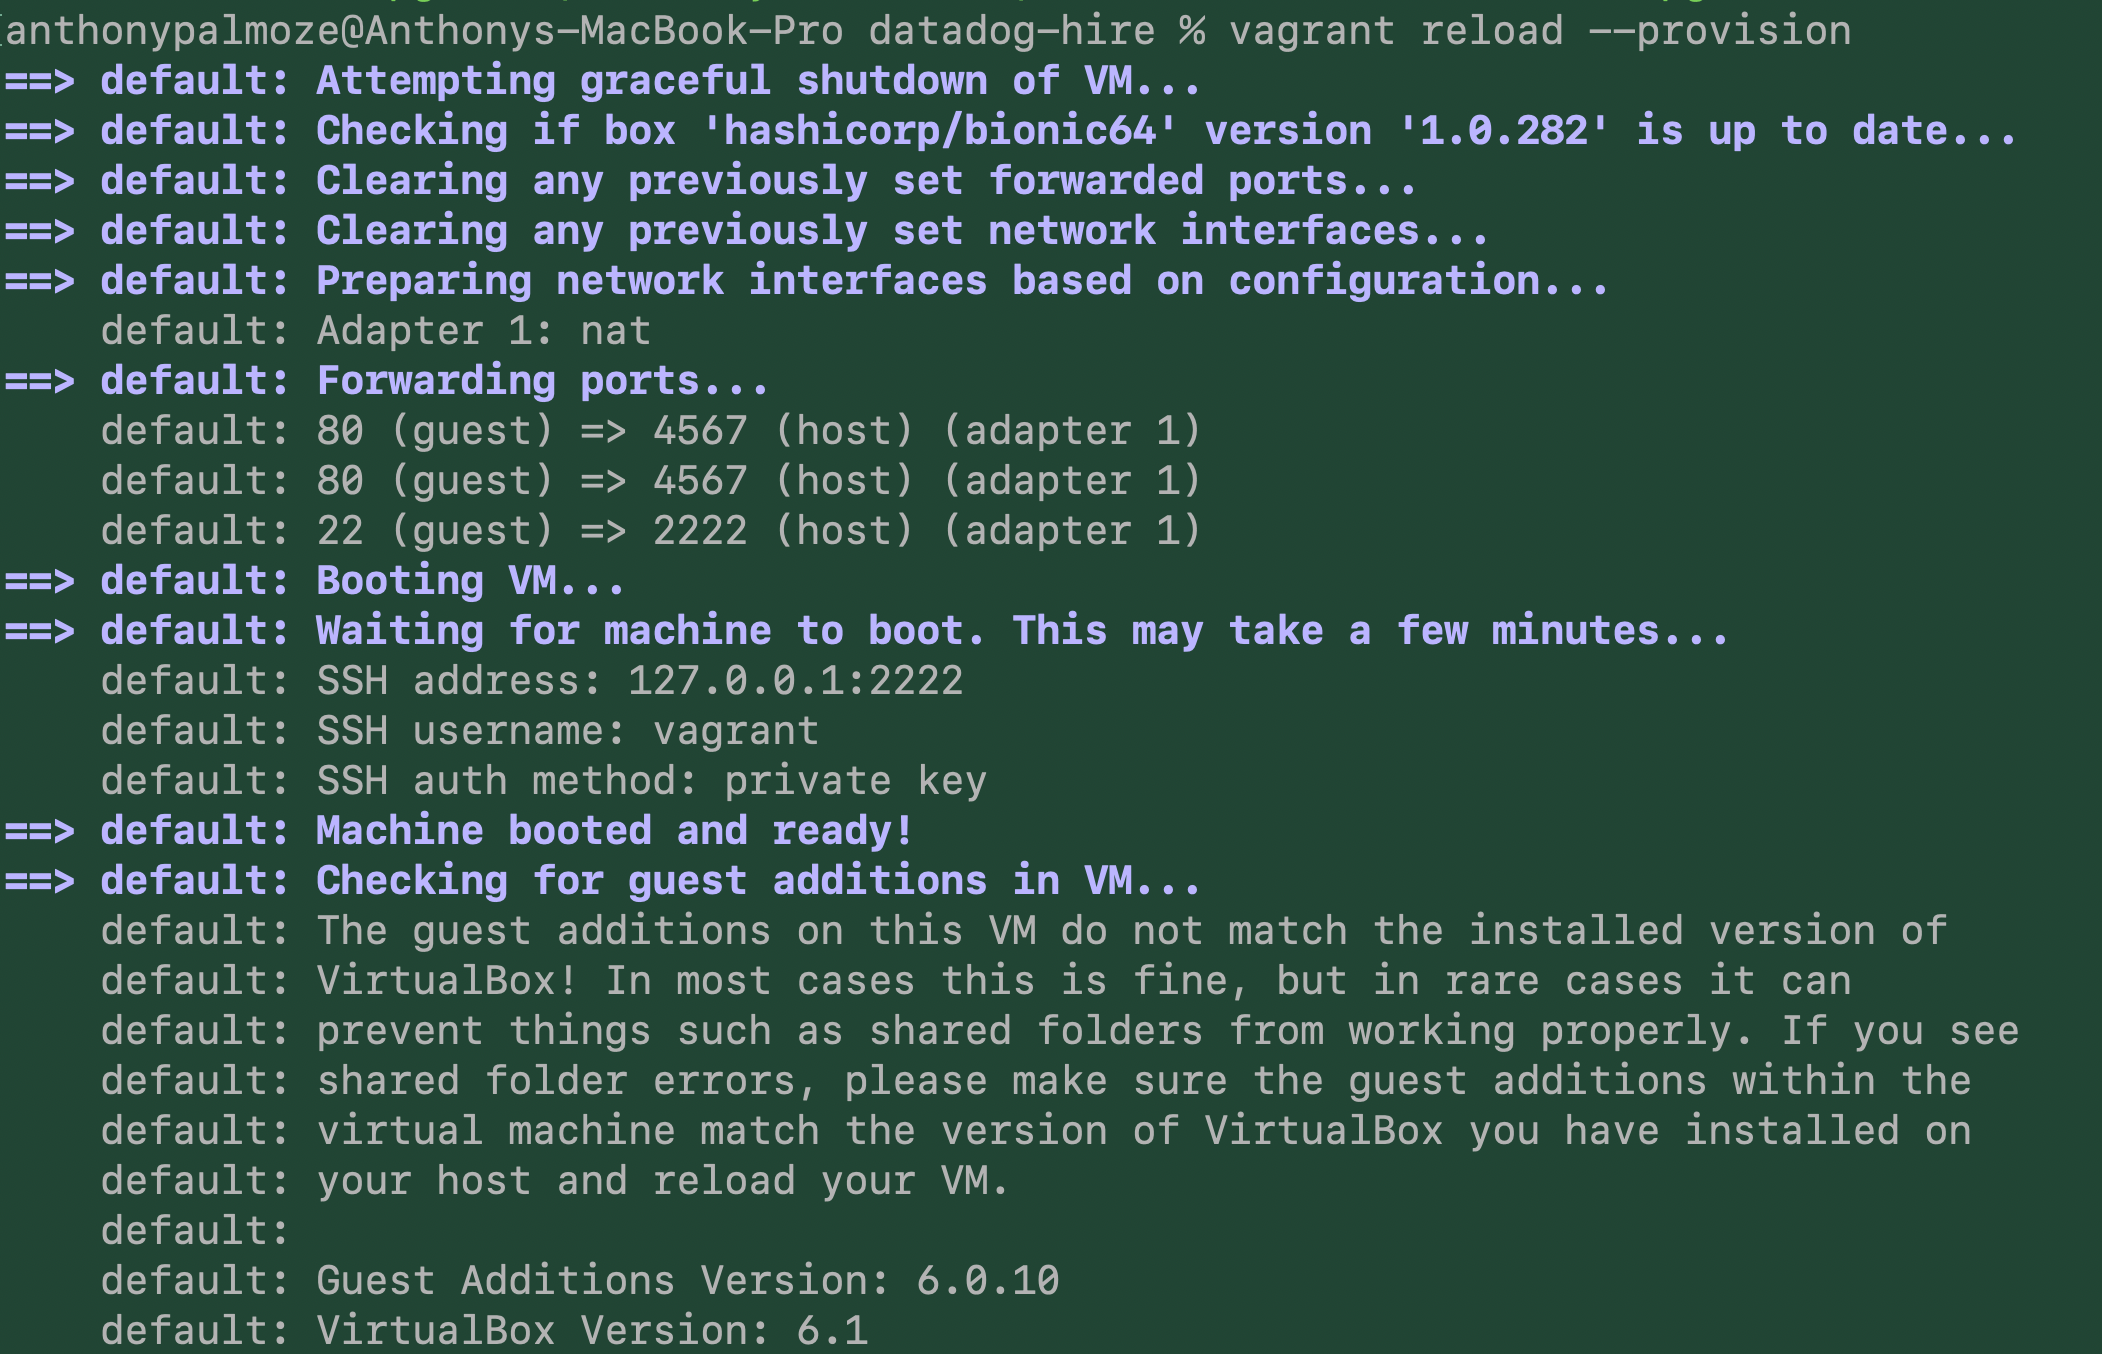 anthonypalmoze@Anthonys-MacBook-Pro datadog-hire % vagrant reload --provision
==> default: Attempting graceful shutdown of VM...
==> default: Checking if box 'hashicorp/bionic64' version '1.0.282' is up to date...
==> default: Clearing any previously set forwarded ports...
==> default: Clearing any previously set network interfaces...
==> default: Preparing network interfaces based on configuration...
    default: Adapter 1: nat
==> default: Forwarding ports...
    default: 80 (guest) => 4567 (host) (adapter 1)
    default: 80 (guest) => 4567 (host) (adapter 1)
    default: 22 (guest) => 2222 (host) (adapter 1)
==> default: Booting VM...
==> default: Waiting for machine to boot. This may take a few minutes...
    default: SSH address: 127.0.0.1:2222
    default: SSH username: vagrant
    default: SSH auth method: private key
==> default: Machine booted and ready!
==> default: Checking for guest additions in VM...
    default: The guest additions on this VM do not match the installed version of
    default: VirtualBox! In most cases this is fine, but in rare cases it can
    default: prevent things such as shared folders from working properly. If you see
    default: shared folder errors, please make sure the guest additions within the
    default: virtual machine match the version of VirtualBox you have installed on
    default: your host and reload your VM.
    default:
    default: Guest Additions Version: 6.0.10
    default: VirtualBox Version: 6.1